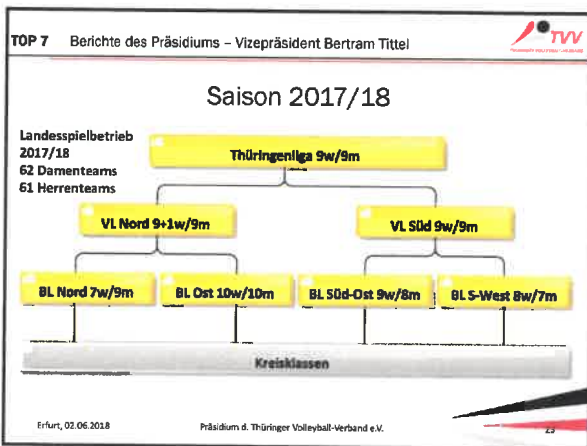 TOP 7 Berichte des Präsidiums – Vizepräsident Bertram Tittel
TVV
Saison 2017/18
Landesspielbetrieb
2017/18
62 Damenteams
61 Herrenteams
Thüringenliga 9w/9m
VL Nord 9+1w/9m
VL Süd 9w/9m
BL Nord 7w/9m
BL Ost 10w/10m
BL Süd-Ost 9w/8m
BL S-West 8w/7m
Kreisklassen
Erfurt, 02.06.2018
Präsidium d. Thüringer Volleyball-Verband e.V.